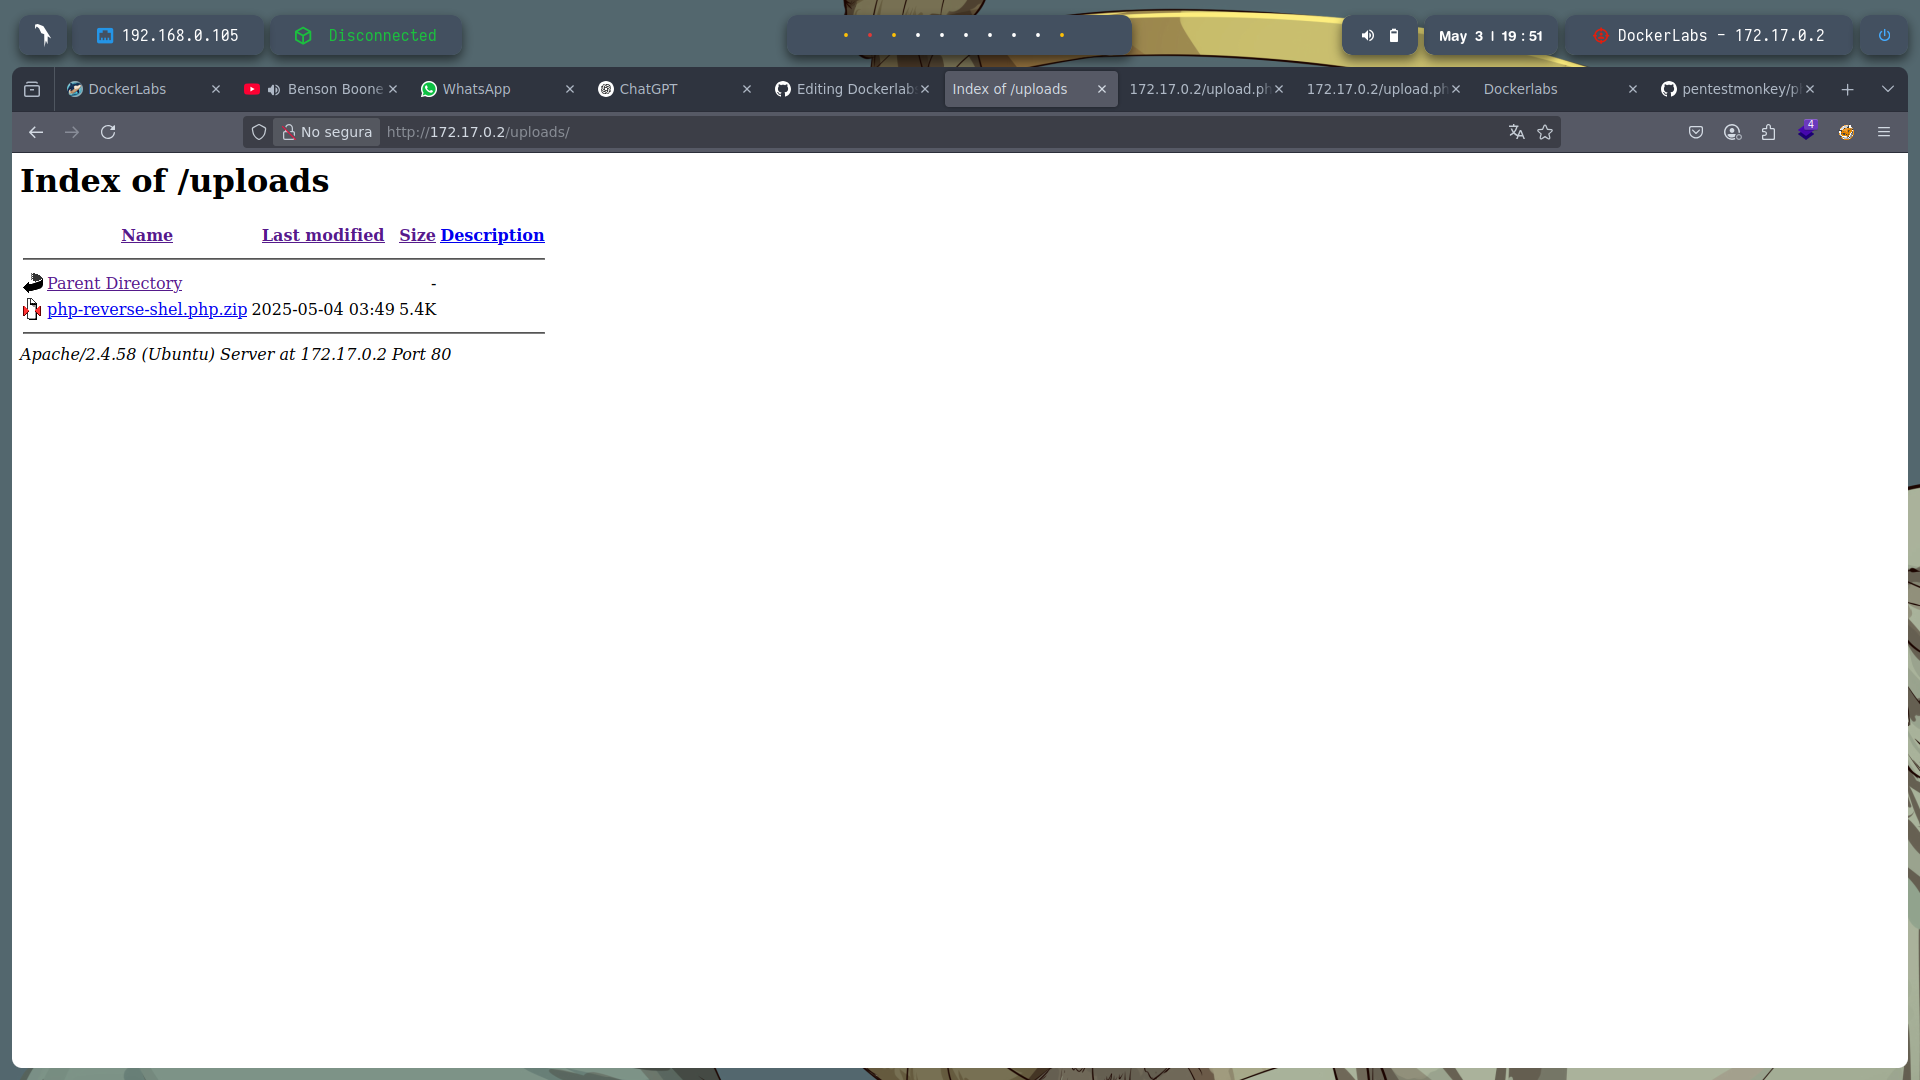 192.168.0.105
Disconnected
May 3 | 19:51
DockerLabs - 172.17.0.2
DockerLabs
Benson Boone
WhatsApp
ChatGPT
Editing Dockerlab
Index of /uploads
172.17.0.2/upload.ph
172.17.0.2/upload.ph
Dockerlabs
pentestmonkey/p
No segura
http://172.17.0.2/uploads/
4
Index of /uploads
Name Last modified Size Description
Parent Directory -
php-reverse-shel.php.zip 2025-05-04 03:49 5.4K
Apache/2.4.58 (Ubuntu) Server at 172.17.0.2 Port 80